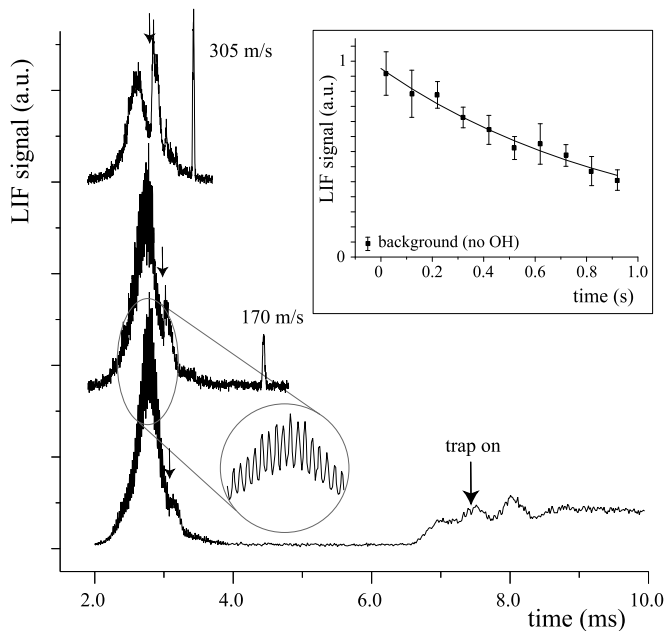 LIF signal (a.u.)
305 m/s
170 m/s
trap on
2.0 4.0 6.0 8.0 10.0
time (ms)
LIF signal (a.u.)
1
0
background (no OH)
0 0.2 0.4 0.6 0.8 1.0
time (s)